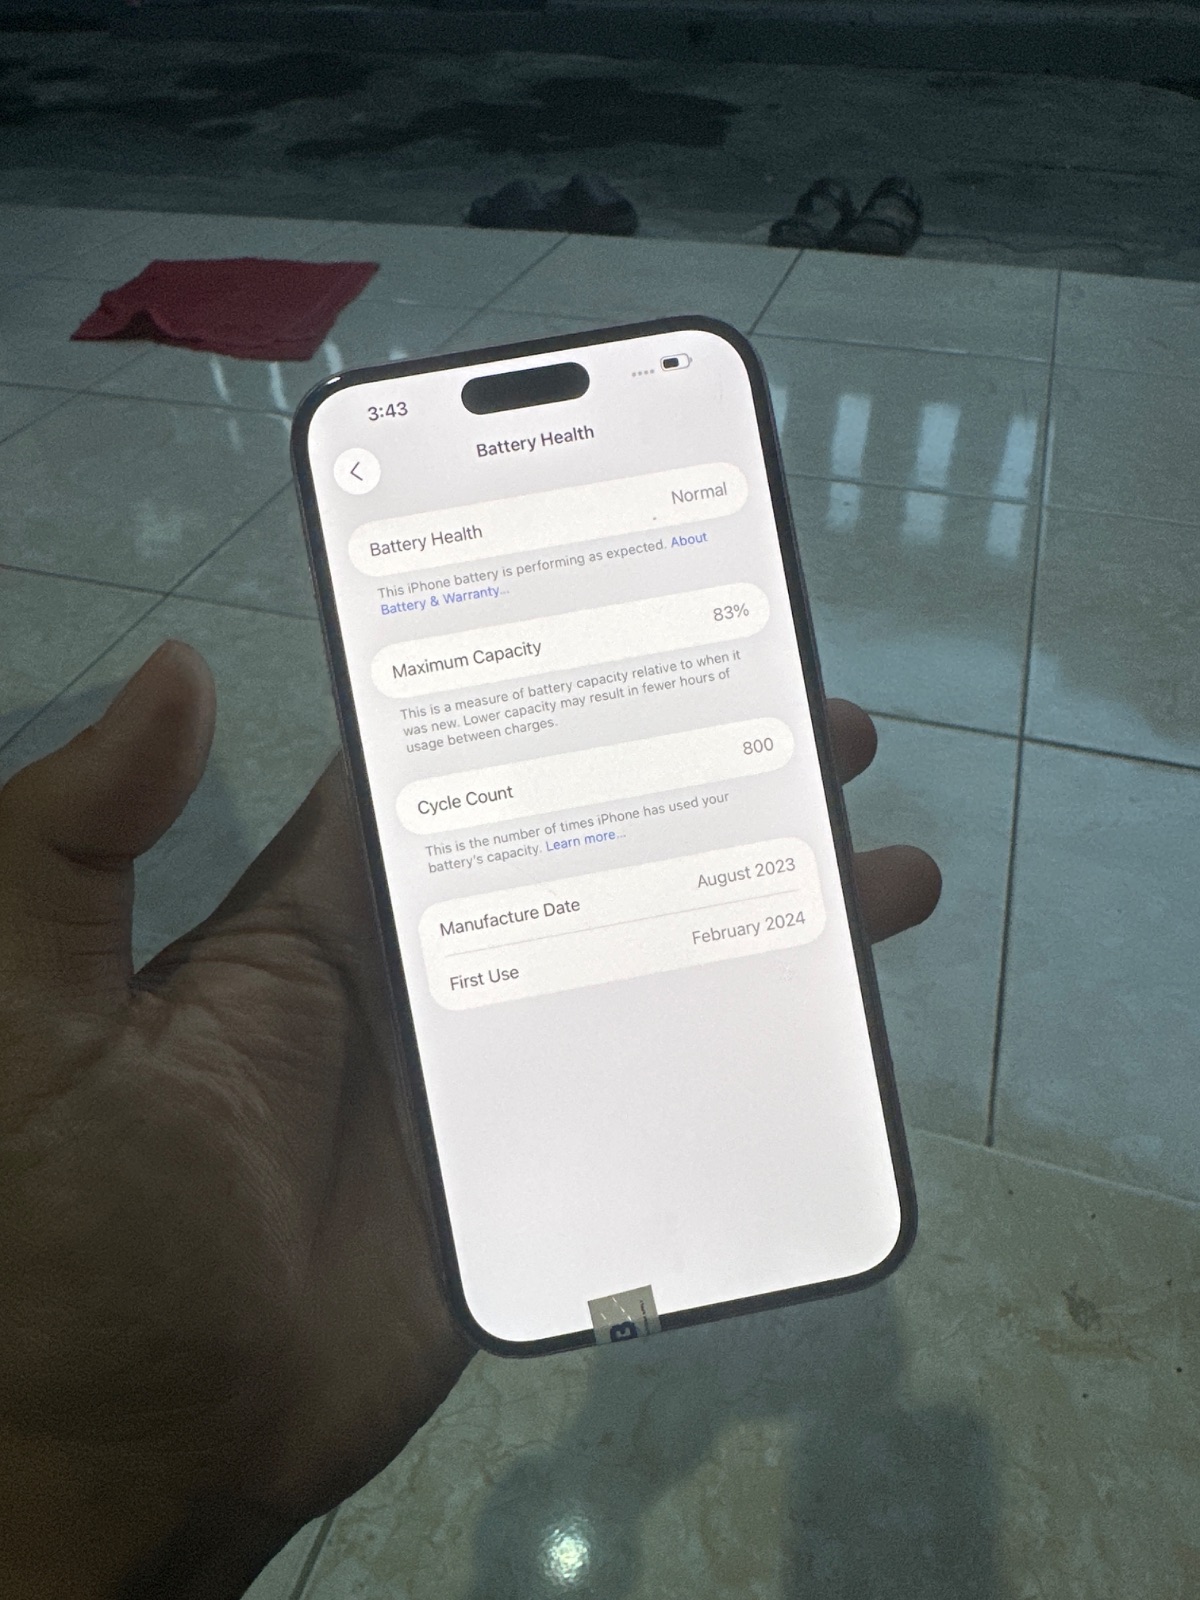 3:43
Battery Health
Battery Health Normal
This iPhone battery is performing as expected. About
Battery & Warranty...
Maximum Capacity 83%
This is a measure of battery capacity relative to when it
was new. Lower capacity may result in fewer hours of
usage between charges.
Cycle Count 800
This is the number of times iPhone has used your
battery's capacity. Learn more...
Manufacture Date August 2023
First Use February 2024